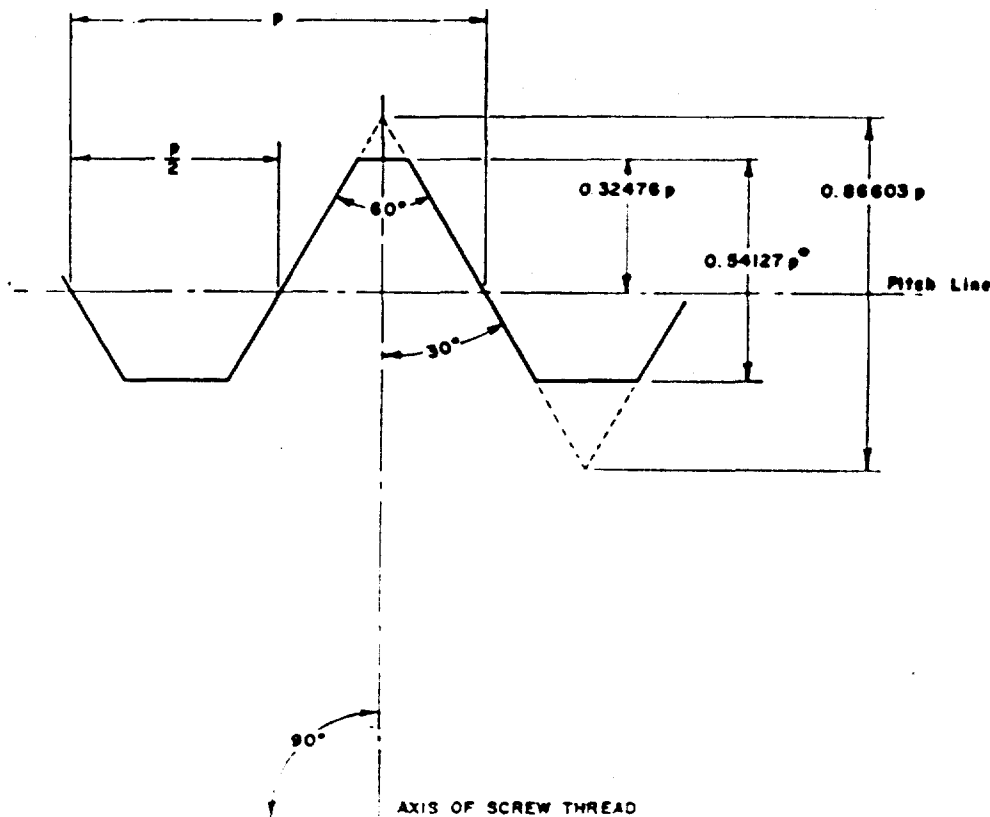 p
p
2
0.32476 p
0.86603 p
60°
0.54127 p*
Pitch Line
30°
90°
AXIS OF SCREW THREAD